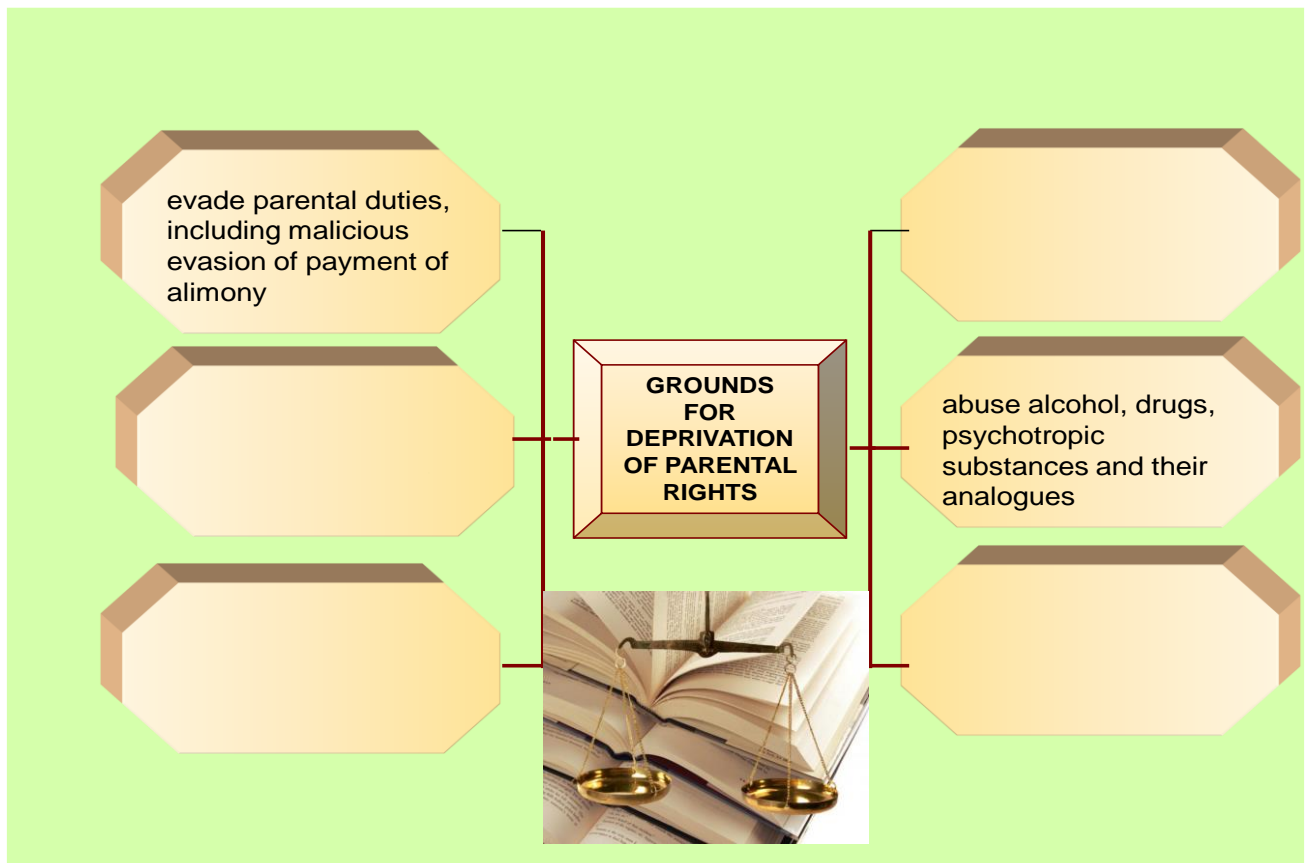 evade parental duties,
including malicious
evasion of payment of
alimony
GROUNDS
FOR
DEPRIVATION
OF PARENTAL
RIGHTS
abuse alcohol, drugs,
psychotropic
substances and their
analogues